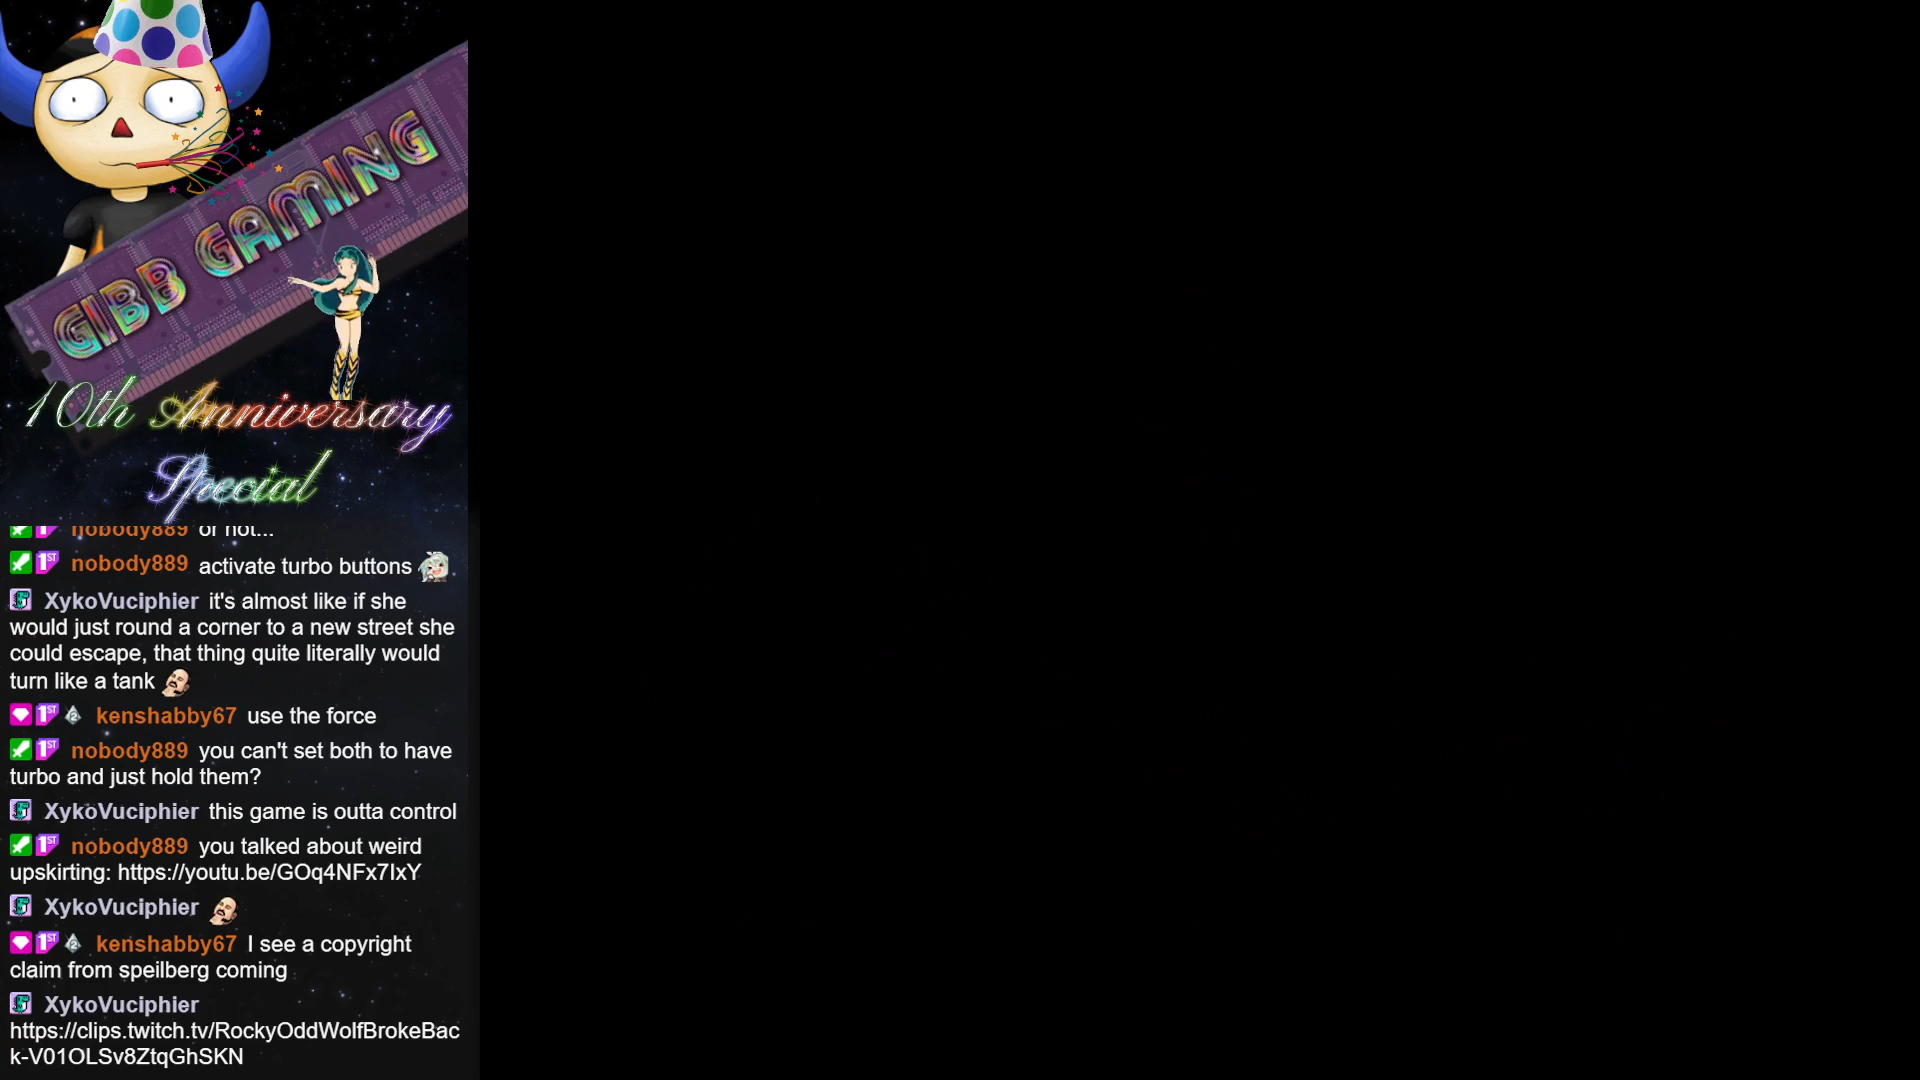 GIBB GAMING
10th Anniversary
Special
nobody889 or not...
nobody889 activate turbo buttons
XykoVuciphier it's almost like if she
would just round a corner to a new street she
could escape, that thing quite literally would
turn like a tank
kenshabby67 use the force
nobody889 you can't set both to have
turbo and just hold them?
XykoVuciphier this game is outta control
nobody889 you talked about weird
upskirting: https://youtu.be/GOq4NFx7IxY
XykoVuciphier
kenshabby67 I see a copyright
claim from speilberg coming
XykoVuciphier
https://clips.twitch.tv/RockyOddWolfBrokeBac
k-V01OLSv8ZtqGhSKN